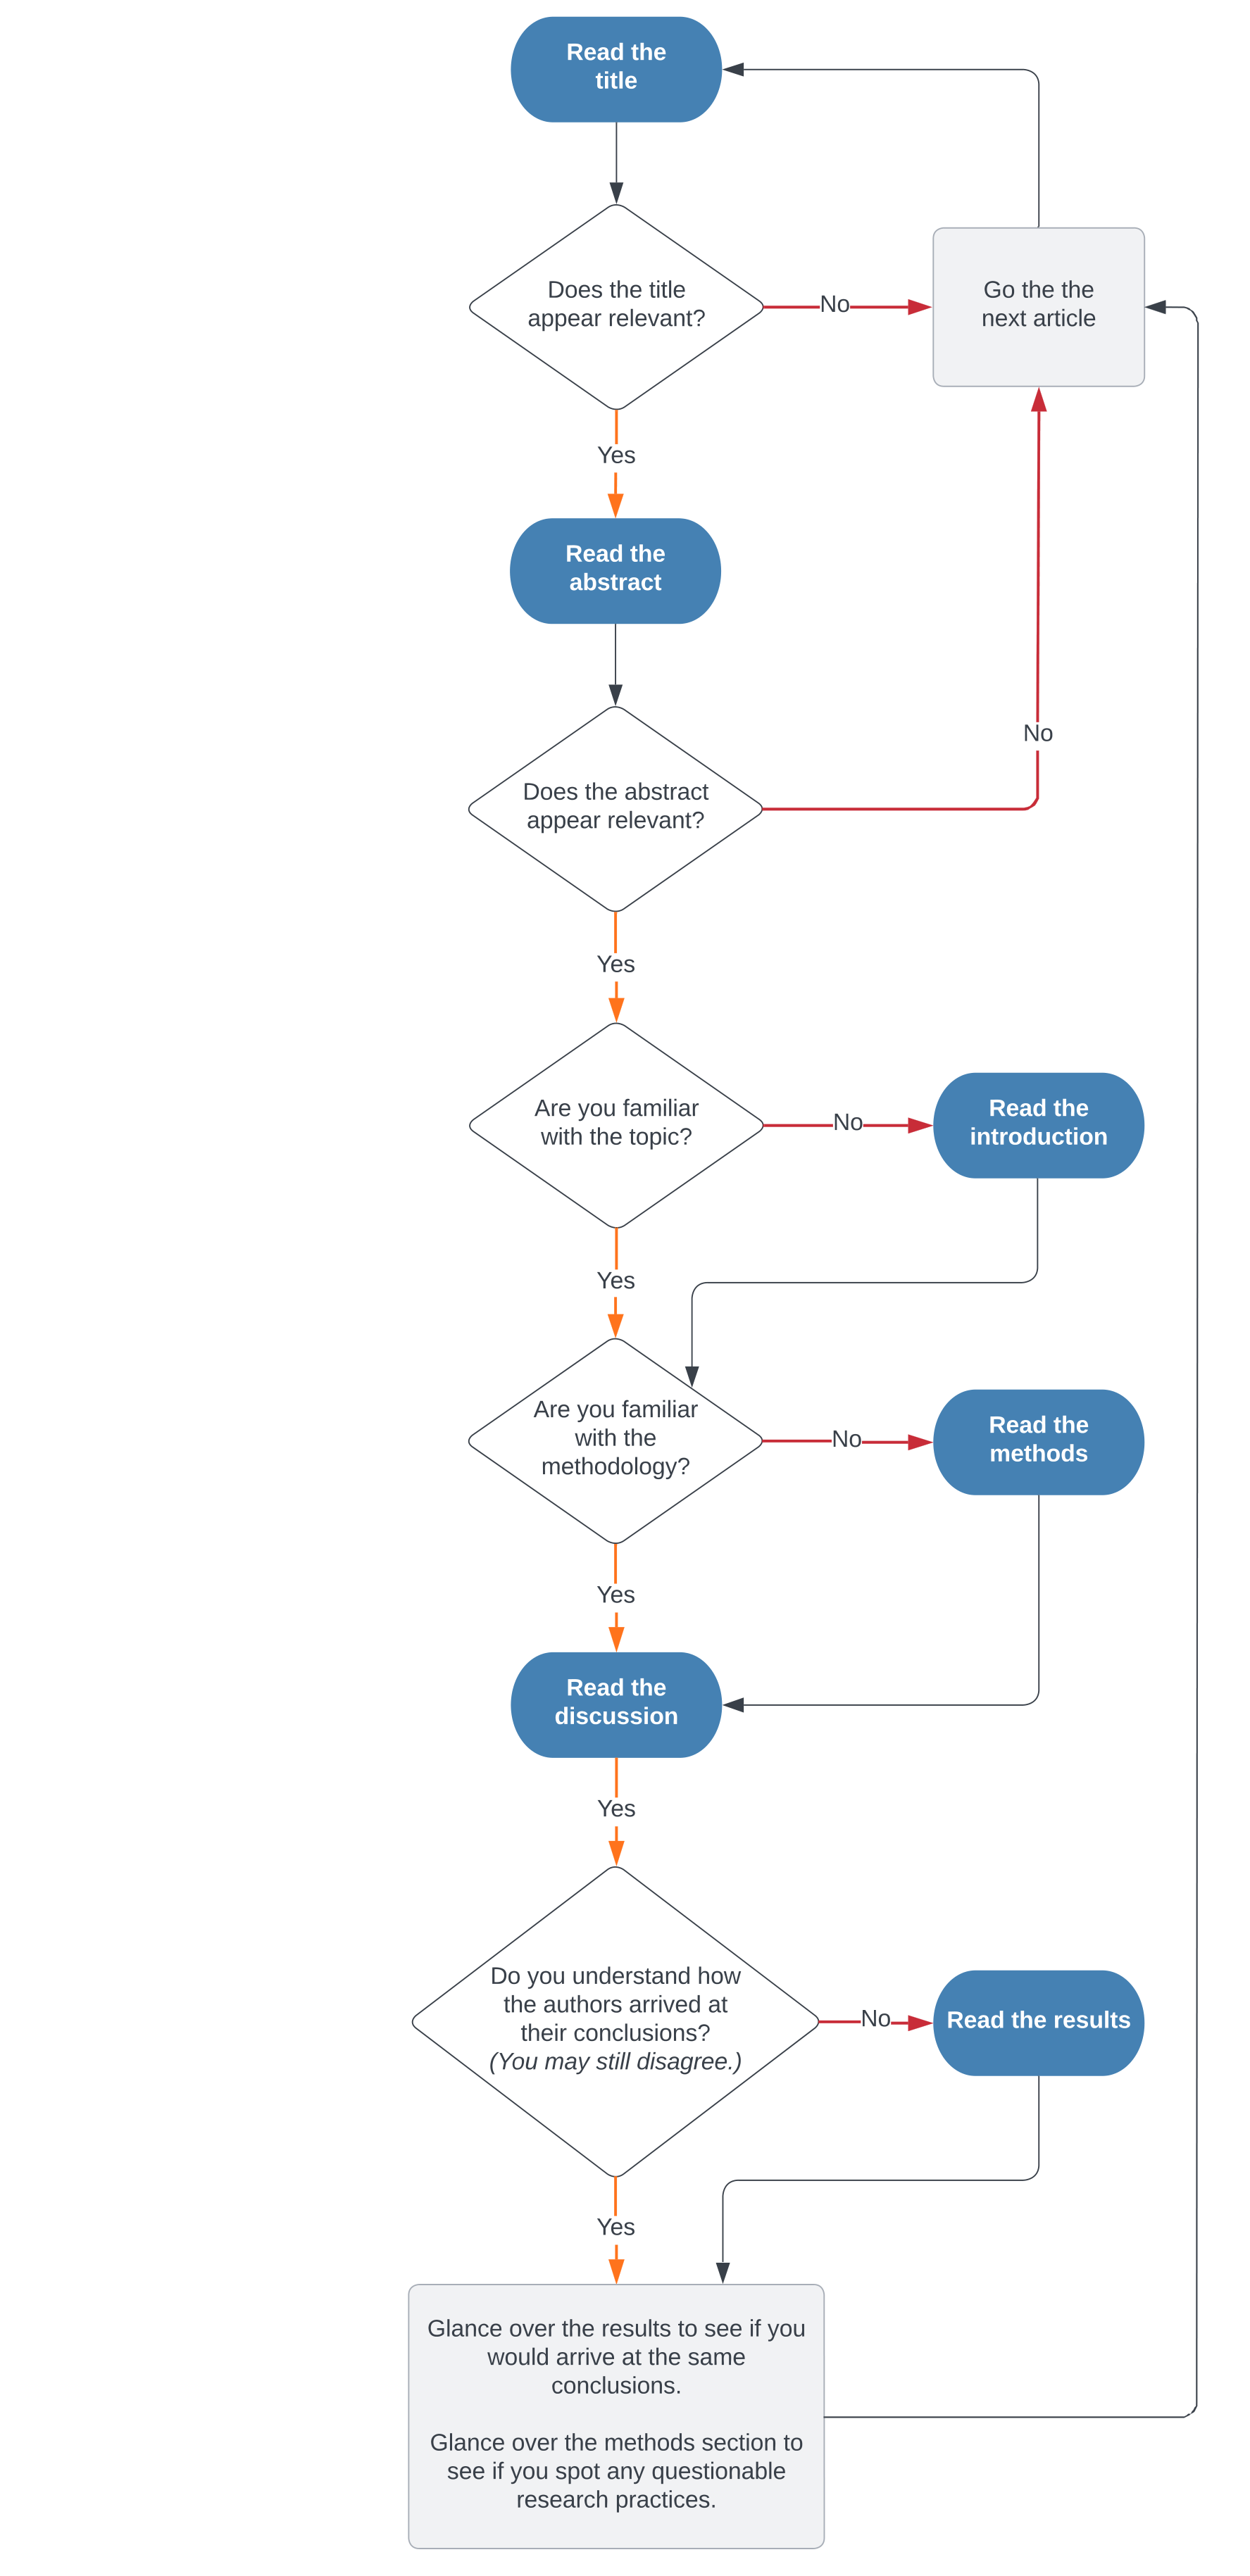 Read the
title
Does the title
appear relevant?
No
Go the the
next article
Yes
Read the
abstract
Does the abstract
appear relevant?
No
Yes
Are you familiar
with the topic?
No
Read the
introduction
Yes
Are you familiar
with the
methodology?
No
Read the
methods
Yes
Read the
discussion
Yes
Do you understand how
the authors arrived at
their conclusions?
(You may still disagree.)
No
Read the results
Yes
Glance over the results to see if you
would arrive at the same
conclusions.
Glance over the methods section to
see if you spot any questionable
research practices.